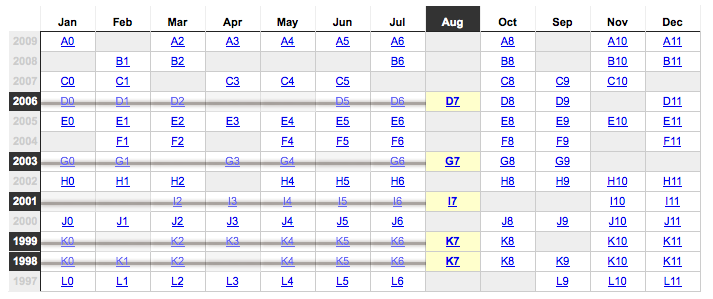 Jan Feb Mar Apr May Jun Jul Aug Oct Sep Nov Dec
2009 A0 A2 A3 A4 A5 A6 A8 A10 A11
2008 B1 B2 B6 B8 B10 B11
2007 C0 C1 C3 C4 C5 C8 C9 C10
2006 D0 D1 D2 D5 D6 D7 D8 D9 D11
2005 E0 E1 E2 E3 E4 E5 E6 E8 E9 E10 E11
2004 F1 F2 F4 F5 F6 F8 F9 F11
2003 G0 G1 G3 G4 G6 G7 G8 G9
2002 H0 H1 H2 H4 H5 H6 H8 H9 H10 H11
2001 I2 I3 I4 I5 I6 I7 I10 I11
2000 J0 J1 J2 J3 J4 J5 J6 J8 J9 J10 J11
1999 K0 K2 K3 K4 K5 K6 K7 K8 K10 K11
1998 K0 K1 K2 K4 K5 K6 K7 K8 K9 K10 K11
1997 L0 L1 L2 L3 L4 L5 L6 L9 L10 L11